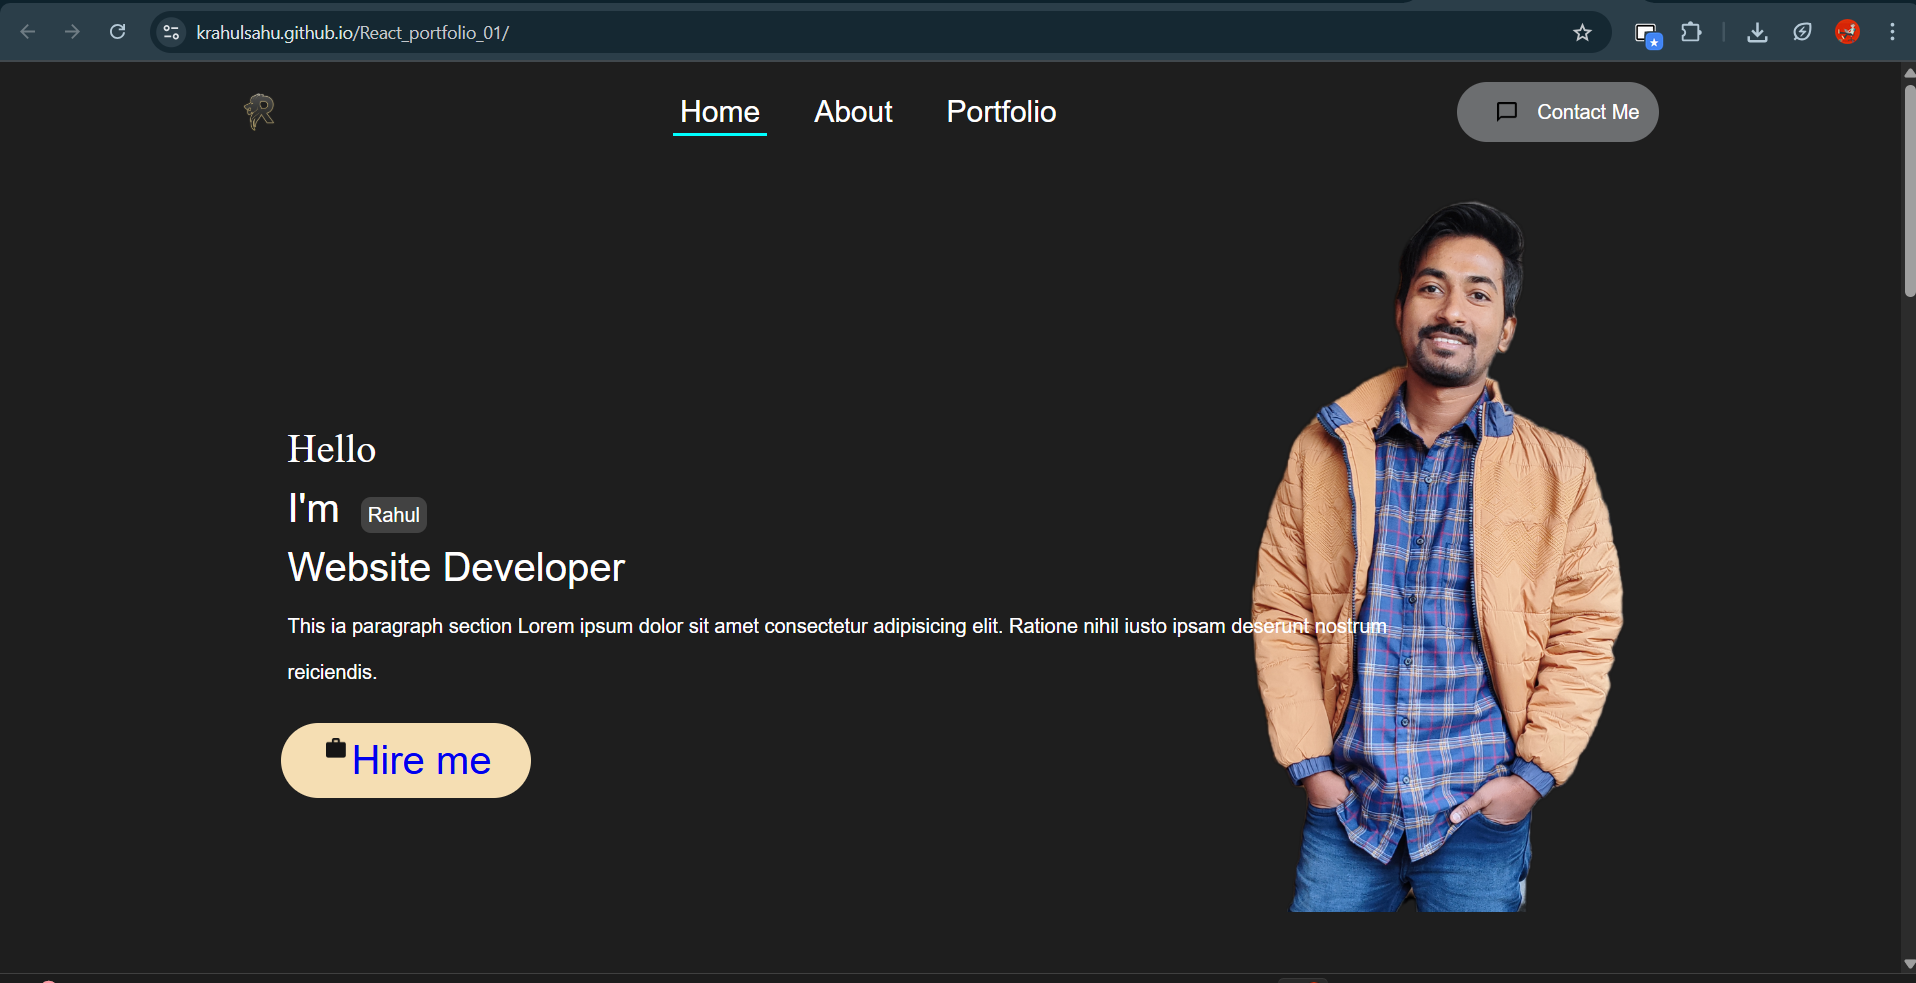 krahulsahu.github.io/React_portfolio_01/
R
Home About Portfolio Contact Me
Hello
I'm Rahul
Website Developer
This ia paragraph section Lorem ipsum dolor sit amet consectetur adipisicing elit. Ratione nihil iusto ipsam deserunt nostrum
reiciendis.
Hire me